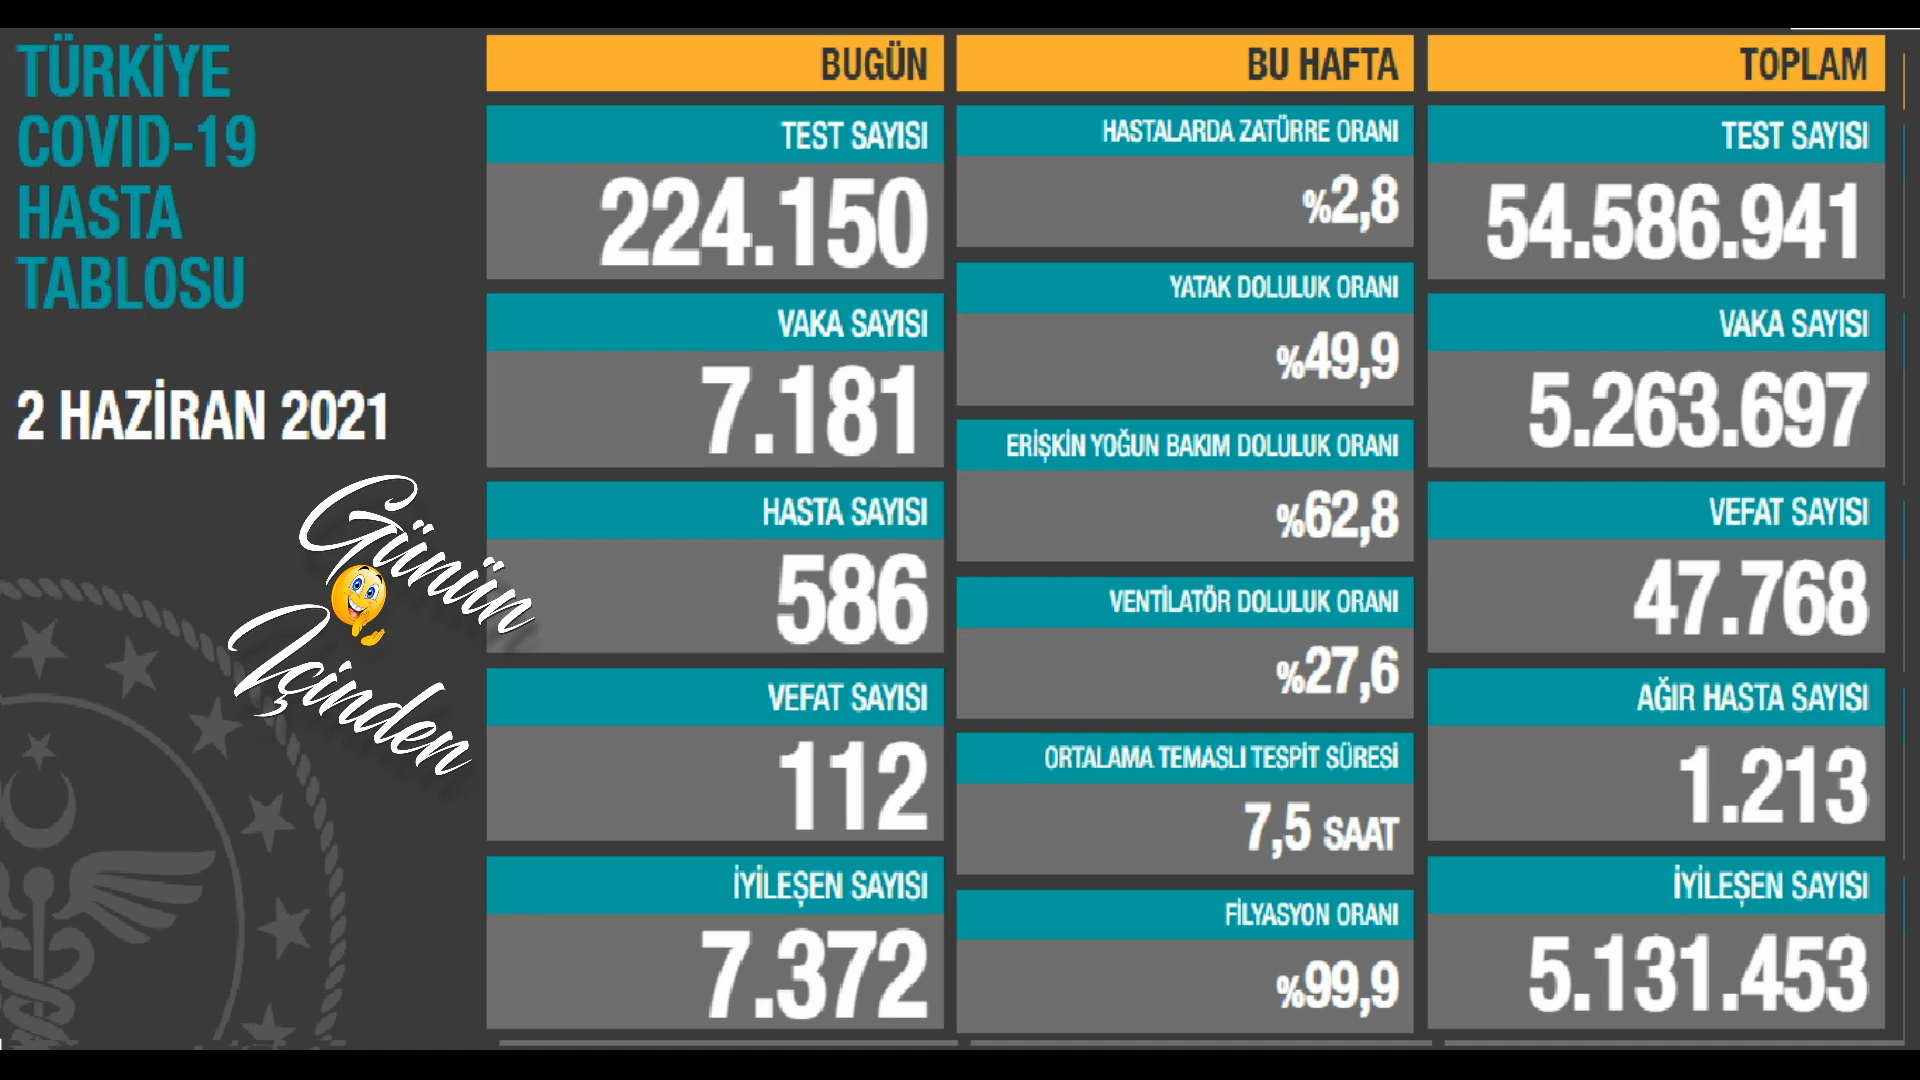 TÜRKİYE
COVID-19
HASTA
TABLOSU
2 HAZİRAN 2021
Günün
İçinden
BUGÜN
TEST SAYISI
224.150
VAKA SAYISI
7.181
HASTA SAYISI
586
VEFAT SAYISI
112
İYİLEŞEN SAYISI
7.372
BU HAFTA
HASTALARDA ZATÜRRE ORANI
%2,8
YATAK DOLULUK ORANI
%49,9
ERİŞKİN YOĞUN BAKIM DOLULUK ORANI
%62,8
VENTİLATÖR DOLULUK ORANI
%27,6
ORTALAMA TEMASLI TESPİT SÜRESİ
7,5 SAAT
FİLYASYON ORANI
%99,9
TOPLAM
TEST SAYISI
54.586.941
VAKA SAYISI
5.263.697
VEFAT SAYISI
47.768
AĞIR HASTA SAYISI
1.213
İYİLEŞEN SAYISI
5.131.453